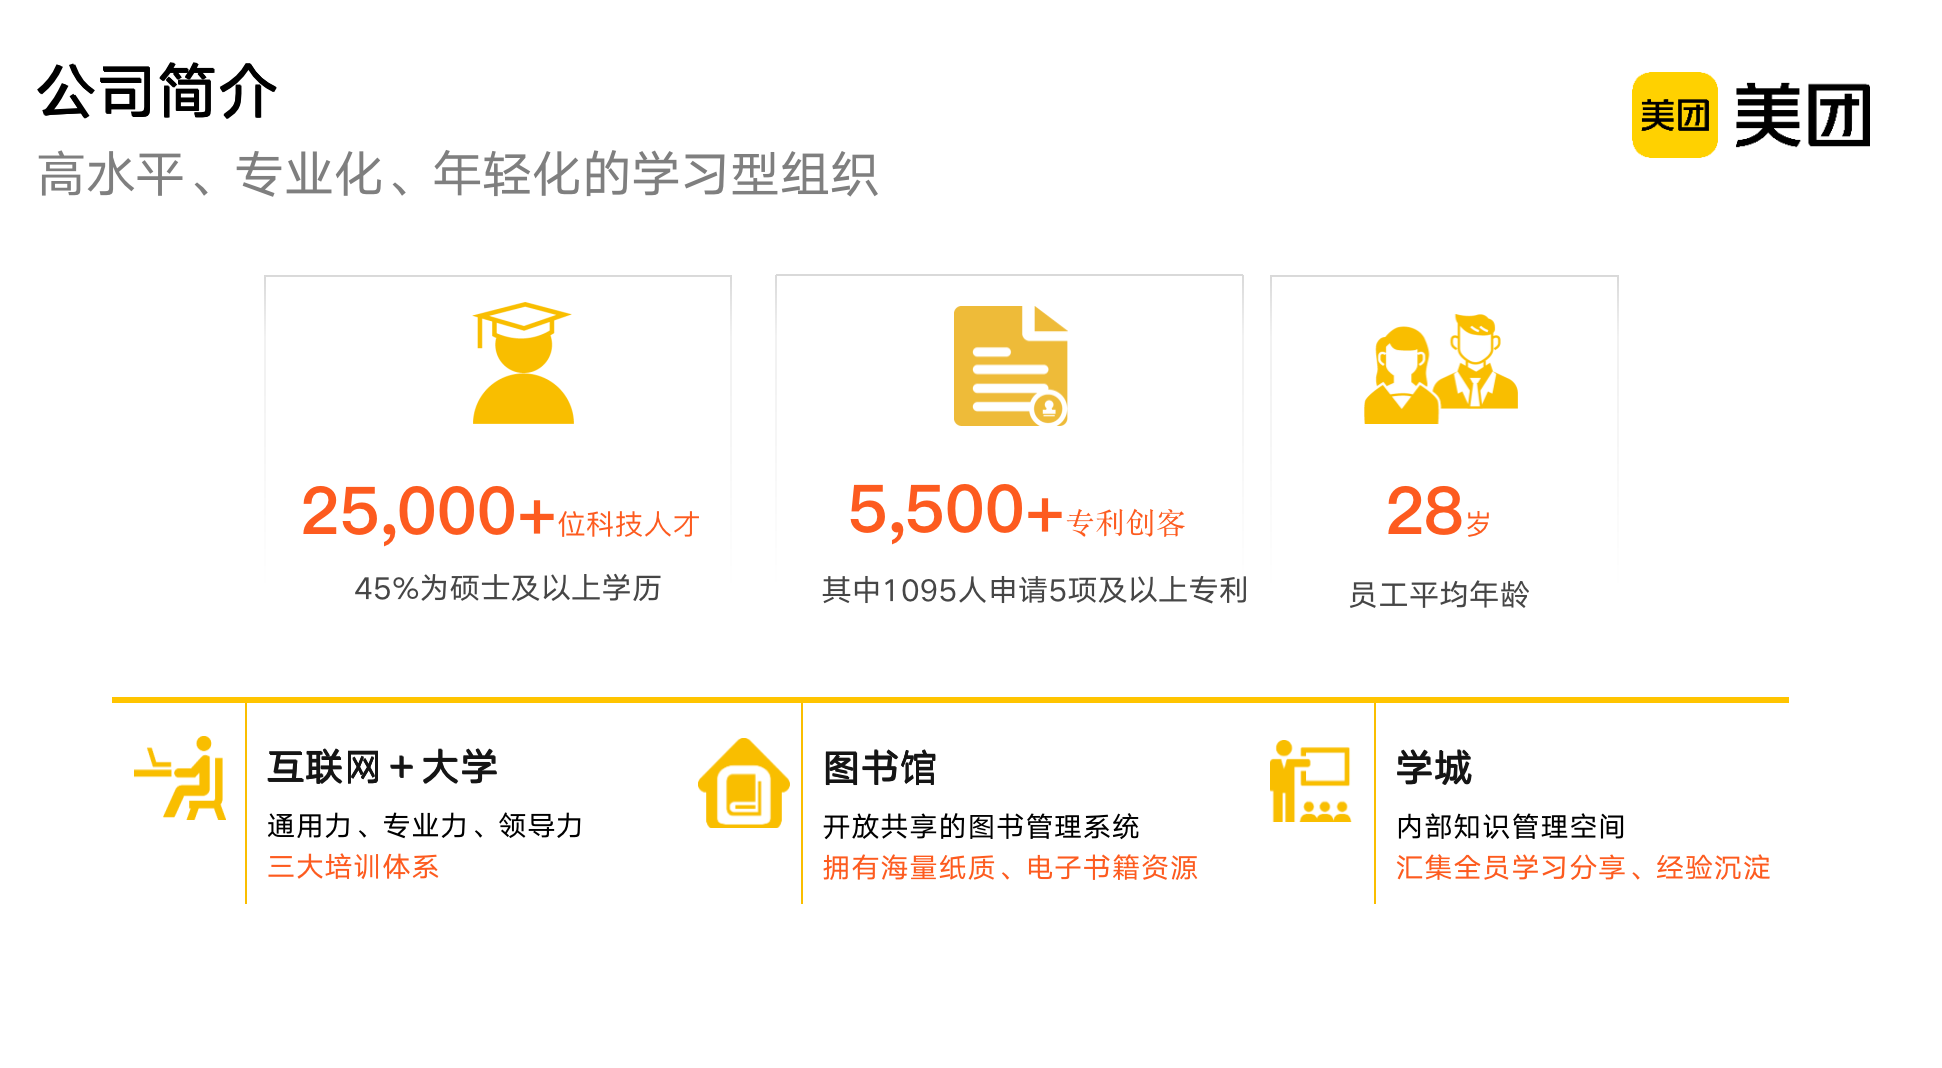 公司简介
高水平、专业化、年轻化的学习型组织
美团 美团
25,000+位科技人才
45%为硕士及以上学历
5,500+专利创客
其中1095人申请5项及以上专利
28岁
员工平均年龄
互联网+大学
通用力、专业力、领导力
三大培训体系
图书馆
开放共享的图书管理系统
拥有海量纸质、电子书籍资源
学城
内部知识管理空间
汇集全员学习分享、经验沉淀